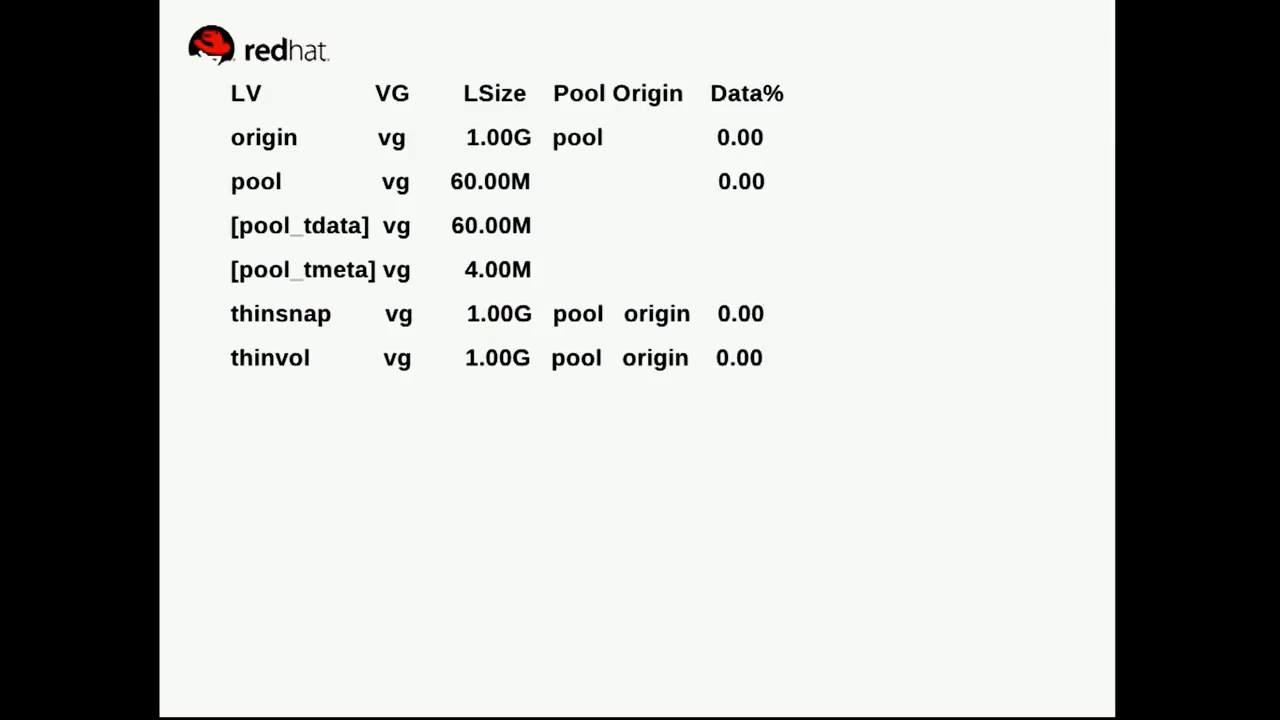 redhat.
LV VG LSize Pool Origin Data%
origin vg 1.00G pool 0.00
pool vg 60.00M 0.00
[pool_tdata] vg 60.00M
[pool_tmeta] vg 4.00M
thinsnap vg 1.00G pool origin 0.00
thinvol vg 1.00G pool origin 0.00